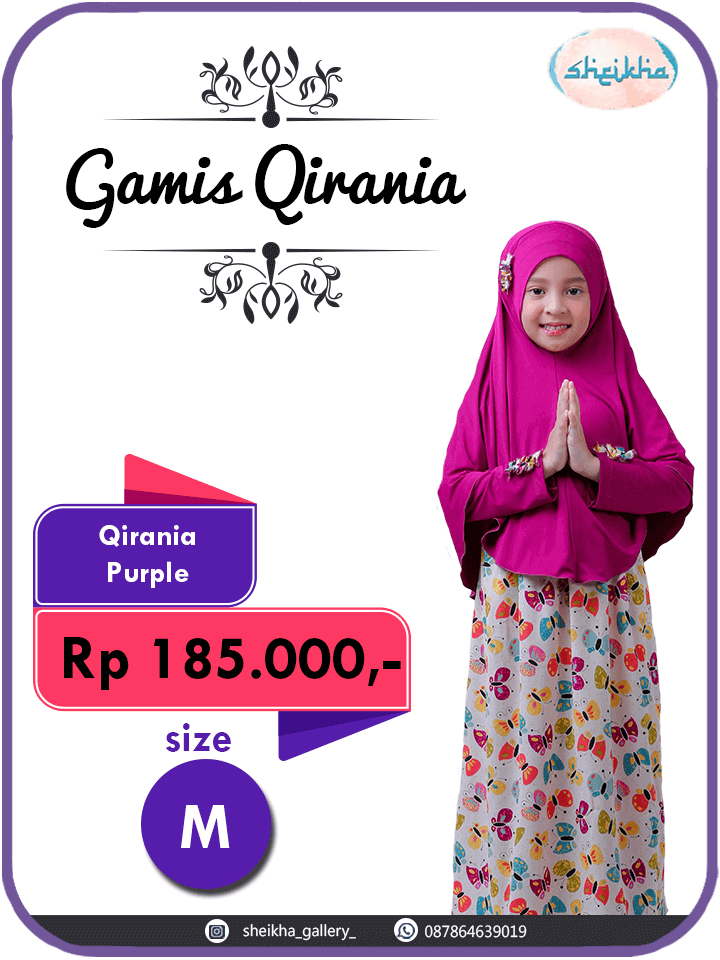 sheikha
Gamis Qirania
Qirania
Purple
Rp 185.000,-
size
M
sheikha_gallery_ 087864639019